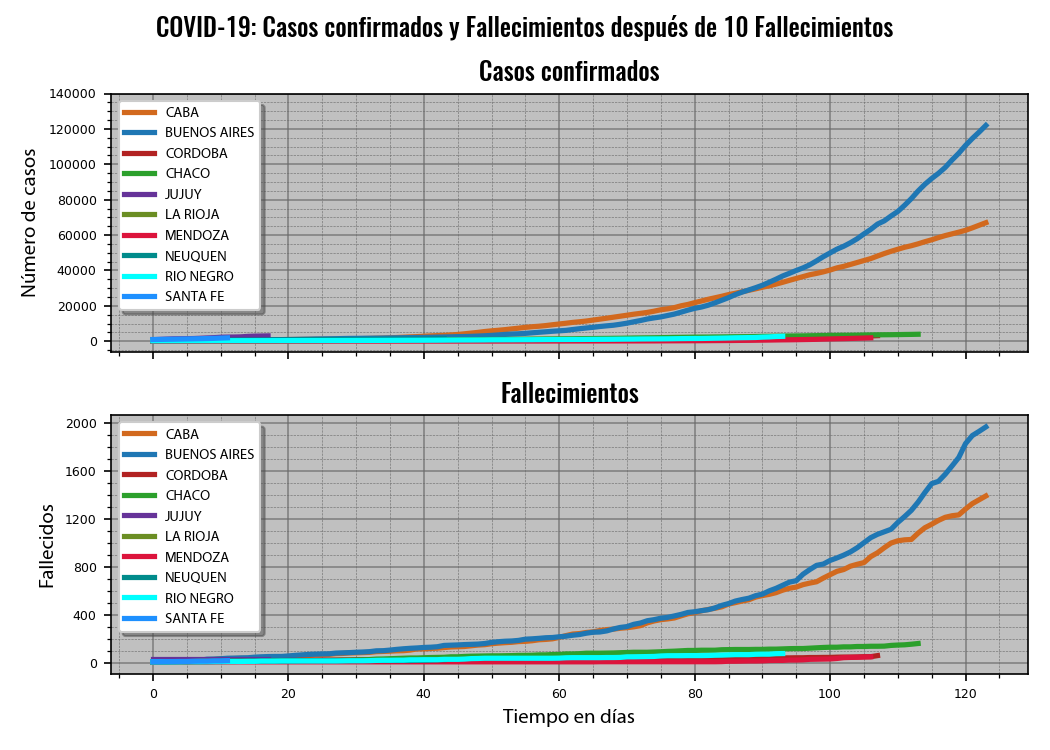 COVID-19: Casos confirmados y Fallecimientos después de 10 Fallecimientos
Casos confirmados
140000
120000
100000
80000
60000
40000
20000
0
Número de casos
CABA
BUENOS AIRES
CORDOBA
CHACO
JUJUY
LA RIOJA
MENDOZA
NEUQUEN
RIO NEGRO
SANTA FE
Fallecimientos
2000
1600
1200
800
400
0
Fallecidos
CABA
BUENOS AIRES
CORDOBA
CHACO
JUJUY
LA RIOJA
MENDOZA
NEUQUEN
RIO NEGRO
SANTA FE
0 20 40 60 80 100 120
Tiempo en días